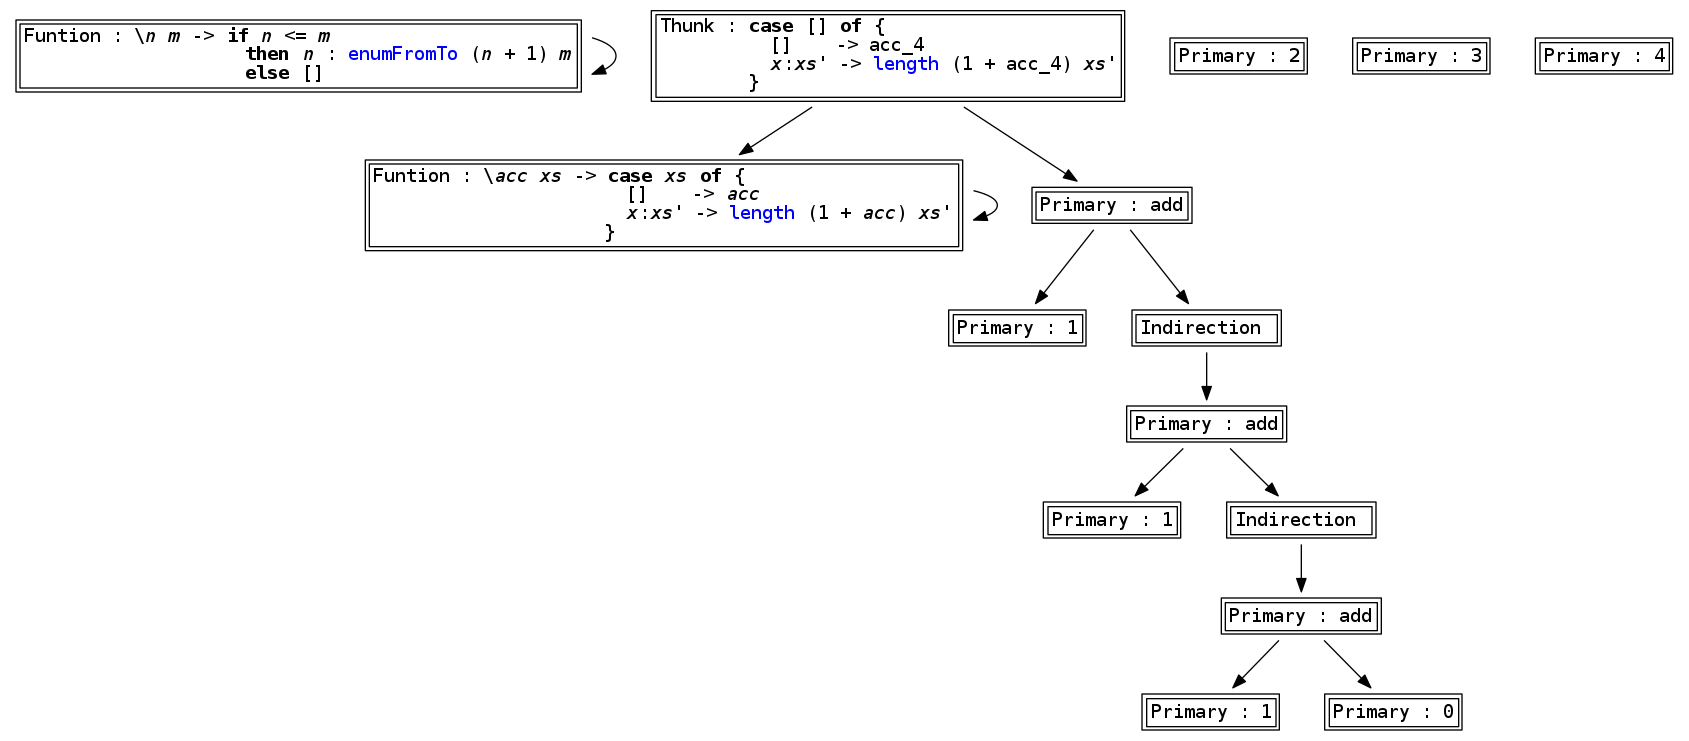 Funtion : \n m -> if n <= m
then n : enumFromTo (n + 1) m
else []
Thunk : case [] of {
[]    -> acc_4
x:xs' -> length (1 + acc_4) xs'
}
Primary : 2
Primary : 3
Primary : 4
Funtion : \acc xs -> case xs of {
[]    -> acc
x:xs' -> length (1 + acc) xs'
}
Primary : add
Primary : 1
Indirection
Primary : add
Primary : 1
Indirection
Primary : add
Primary : 1
Primary : 0